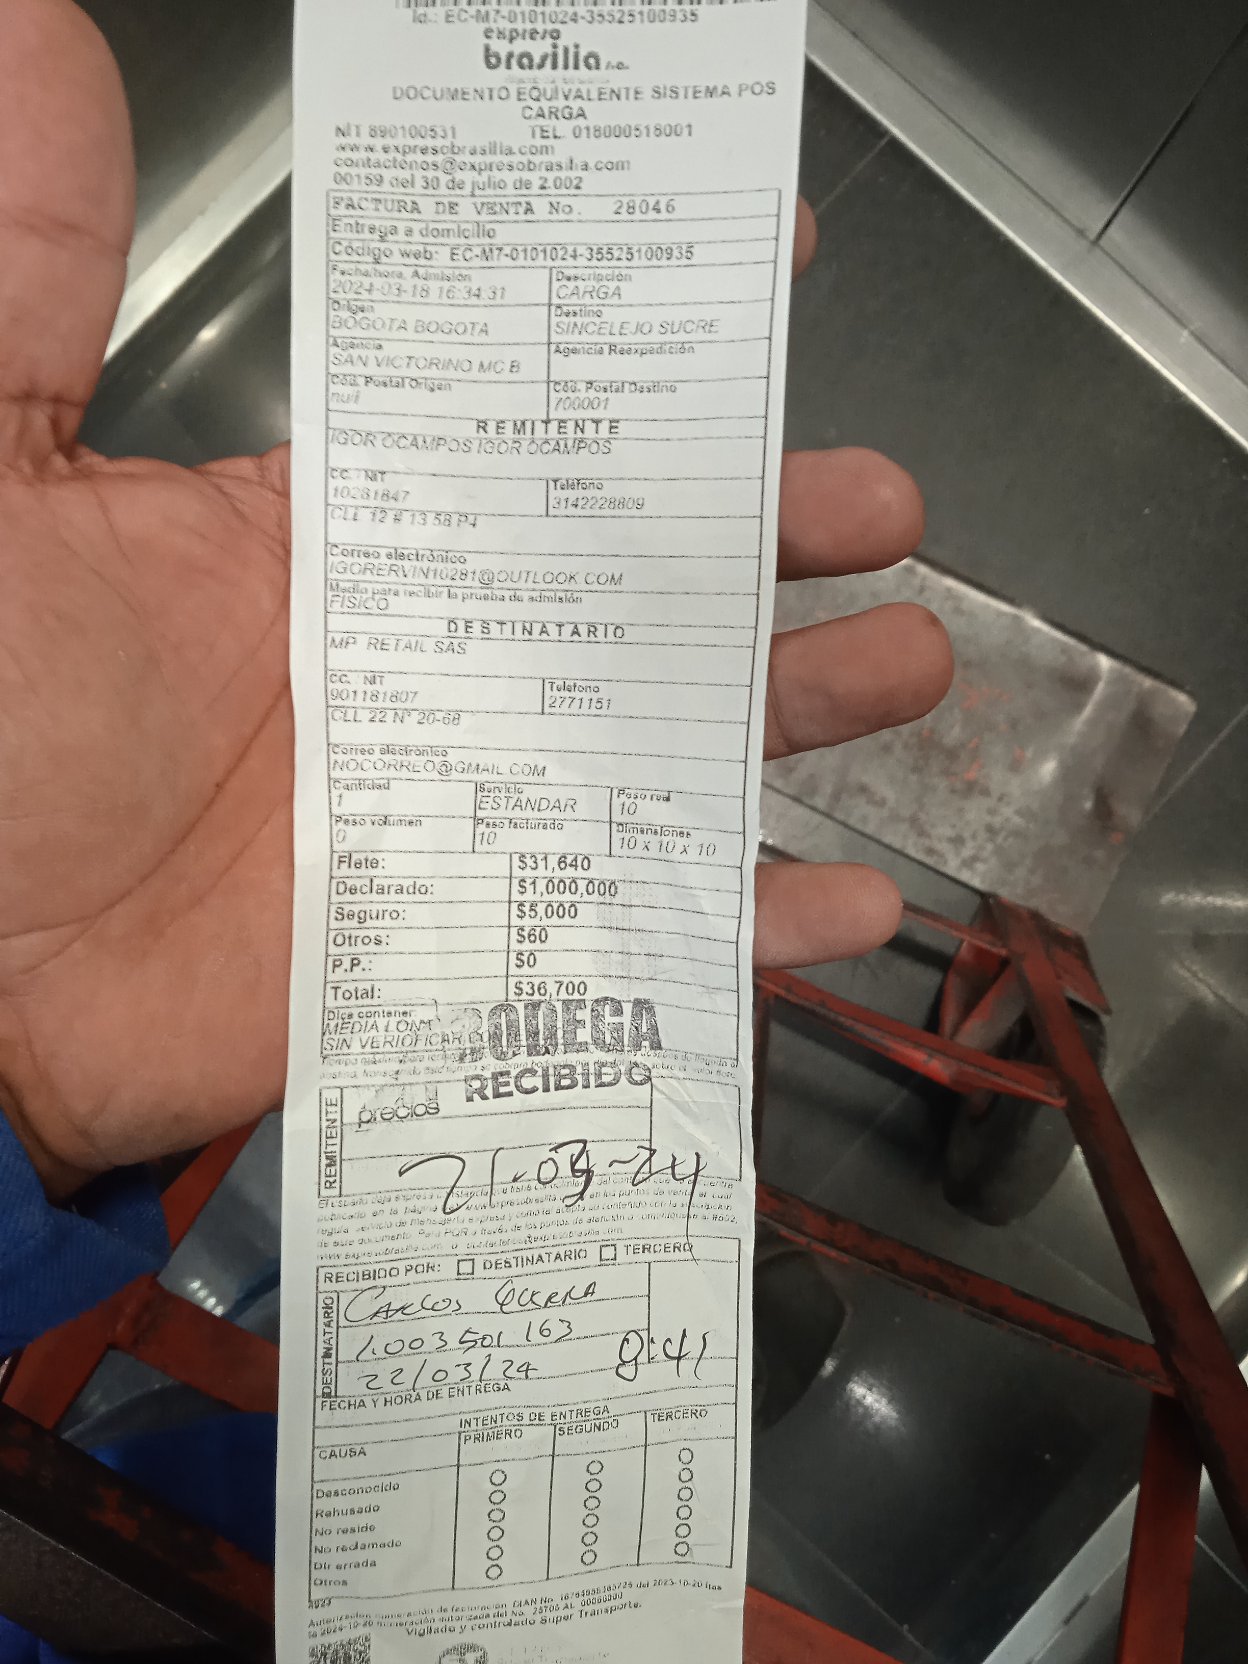 Id.: EC-M7-0101024-35525100935
expreso
brasilia s.a.
DOCUMENTO EQUIVALENTE SISTEMA POS
CARGA
NIT 890100531 TEL. 018000518001
www.expresobrasilia.com
contactenos@expresobrasilia.com
00159 del 30 de julio de 2.002
FACTURA DE VENTA No. 28046
Entrega a domicilio
Código web: EC-M7-0101024-35525100935
Fecha/hora. Admisión Descripción
2024-03-18 16:34:31 CARGA
Origen Destino
BOGOTA BOGOTA SINCELEJO SUCRE
Agencia Agencia Reexpedición
SAN VICTORINO MC B
Cód. Postal Origen Cód. Postal Destino
null 700001
REMITENTE
IGOR OCAMPOS IGOR OCAMPOS
CC. NIT Teléfono
10281847 3142228809
CLL 12 # 13 58 P4
Correo electrónico
IGORERVIN10281@OUTLOOK.COM
Medio para recibir la prueba de admisión
FISICO
DESTINATARIO
MP RETAIL SAS
CC. NIT Teléfono
901181807 2771151
CLL 22 N° 20-68
Correo electrónico
NOCORREO@GMAIL.COM
Cantidad Servicio Peso real
1 ESTANDAR 10
Peso volumen Peso facturado Dimensiones
0 10 10 x 10 x 10
Flete: $31,640
Declarado: $1,000,000
Seguro: $5,000
Otros: $60
P.P.: $0
Total: $36,700
Dice contener
MEDIA LONA
SIN VERIOFICAR
BODEGA
RECIBIDO
precios
REMITENTE
21-03-24
RECIBIDO POR: DESTINATARIO TERCERO
DESTINATARIO
CARLOS GUERRA
1.003501163
22/03/24
FECHA Y HORA DE ENTREGA
INTENTOS DE ENTREGA
CAUSA PRIMERO SEGUNDO TERCERO
Desconocido
Rehusado
No reside
No reclamado
Dir errada
Otros
Vigilado y controlado Super Transporte.